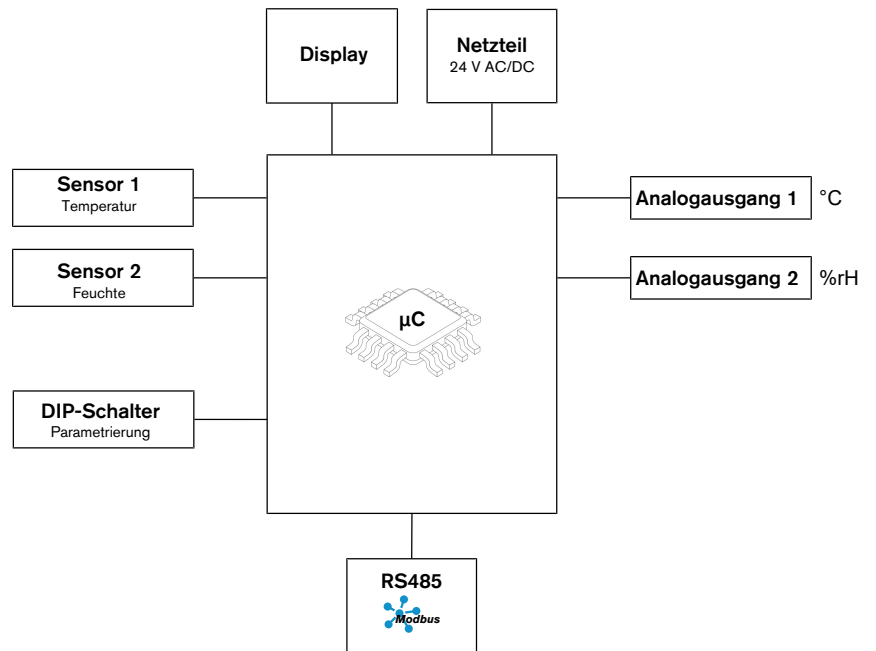 Display
Netzteil
24 V AC/DC
Sensor 1
Temperatur
Analogausgang 1 °C
Sensor 2
Feuchte
Analogausgang 2 %rH
µC
DIP-Schalter
Parametrierung
RS485
Modbus